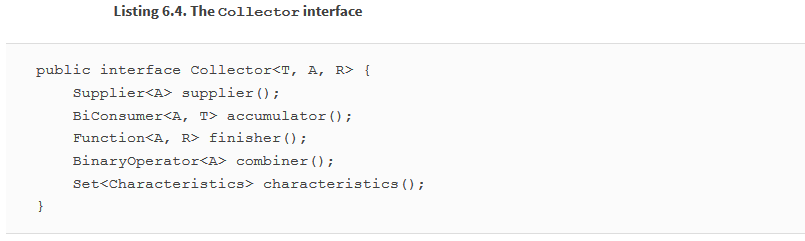 Listing 6.4. The Collector interface
public interface Collector<T, A, R> {
    Supplier<A> supplier();
    BiConsumer<A, T> accumulator();
    Function<A, R> finisher();
    BinaryOperator<A> combiner();
    Set<Characteristics> characteristics();
}